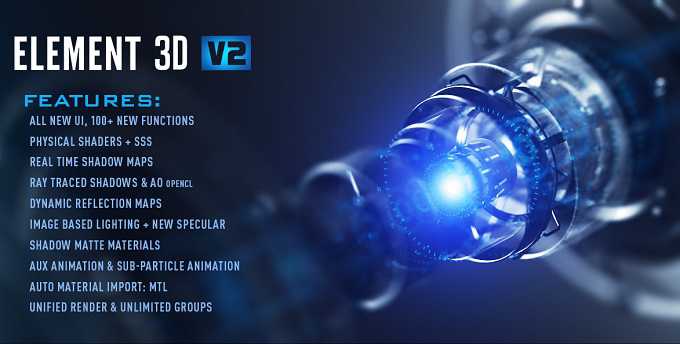 ELEMENT 3D V2
FEATURES:
ALL NEW UI, 100+ NEW FUNCTIONS
PHYSICAL SHADERS + SSS
REAL TIME SHADOW MAPS
RAY TRACED SHADOWS & AO OPENCL
DYNAMIC REFLECTION MAPS
IMAGE BASED LIGHTING + NEW SPECULAR
SHADOW MATTE MATERIALS
AUX ANIMATION & SUB-PARTICLE ANIMATION
AUTO MATERIAL IMPORT: MTL
UNIFIED RENDER & UNLIMITED GROUPS